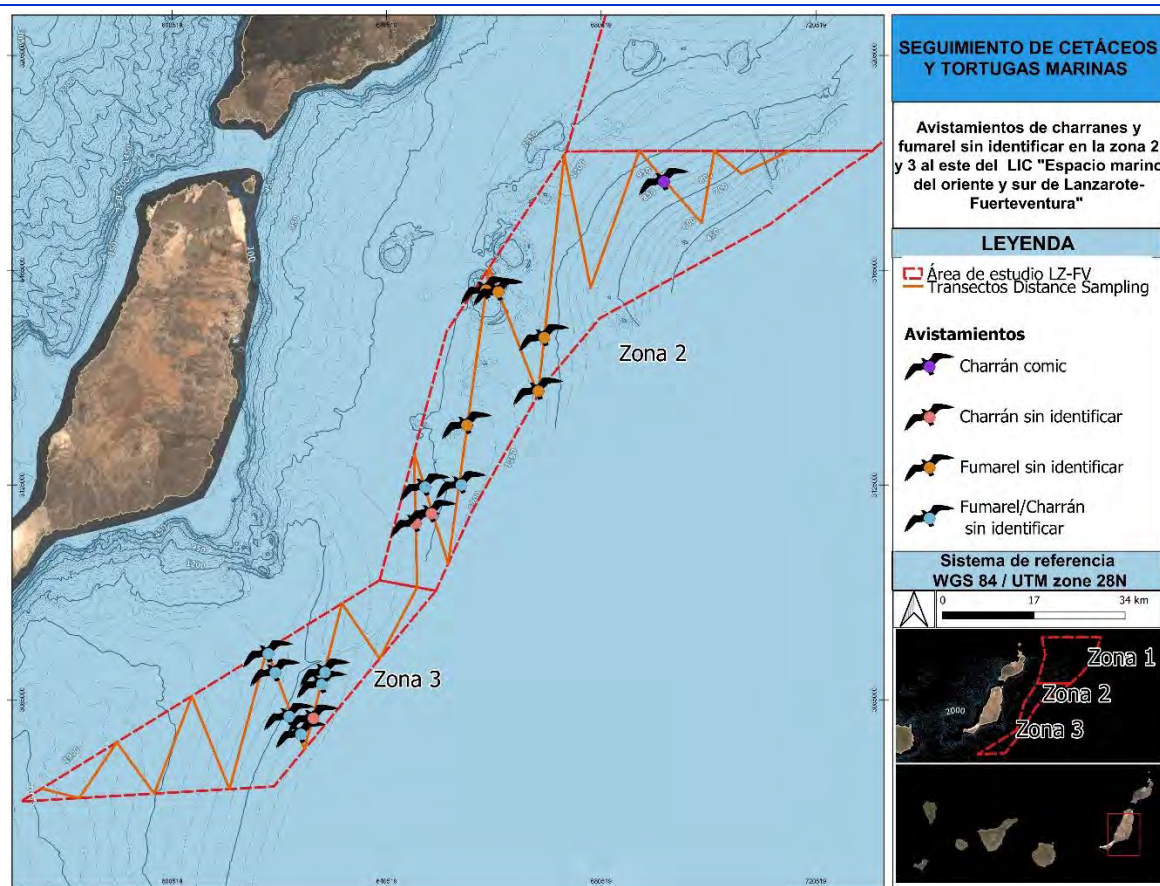 SEGUIMIENTO DE CETÁCEOS
Y TORTUGAS MARINAS
Avistamientos de charranes y
fumarel sin identificar en la zona 2
y 3 al este del LIC "Espacio marino
del oriente y sur de Lanzarote-
Fuerteventura"
LEYENDA
Área de estudio LZ-FV
Transectos Distance Sampling
Avistamientos
Charrán comic
Charrán sin identificar
Fumarel sin identificar
Fumarel/Charrán
sin identificar
Sistema de referencia
WGS 84 / UTM zone 28N
0 17 34 km
Zona 1
Zona 2
Zona 3
2000
Zona 2
Zona 3
720519
720519
1200